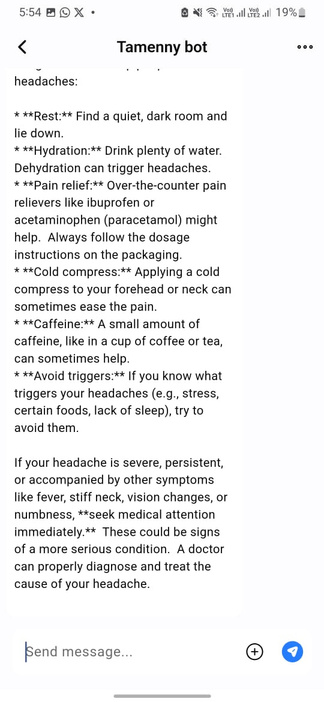 5:54
19%
Tamenny bot
headaches:
* **Rest:** Find a quiet, dark room and
lie down.
* **Hydration:** Drink plenty of water.
Dehydration can trigger headaches.
* **Pain relief:** Over-the-counter pain
relievers like ibuprofen or
acetaminophen (paracetamol) might
help.  Always follow the dosage
instructions on the packaging.
* **Cold compress:** Applying a cold
compress to your forehead or neck can
sometimes ease the pain.
* **Caffeine:** A small amount of
caffeine, like in a cup of coffee or tea,
can sometimes help.
* **Avoid triggers:** If you know what
triggers your headaches (e.g., stress,
certain foods, lack of sleep), try to
avoid them.
If your headache is severe, persistent,
or accompanied by other symptoms
like fever, stiff neck, vision changes, or
numbness, **seek medical attention
immediately.**  These could be signs
of a more serious condition.  A doctor
can properly diagnose and treat the
cause of your headache.
Send message...